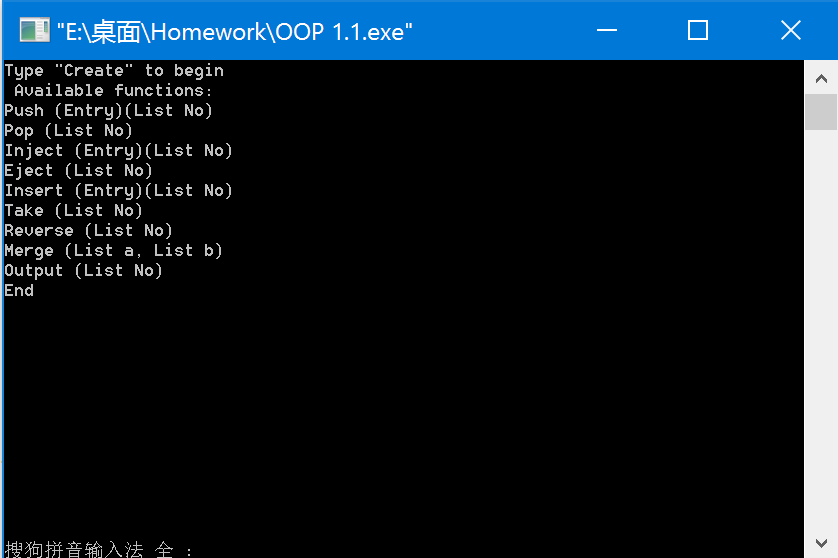 "E:\桌面\Homework\OOP 1.1.exe"
Type "Create" to begin
 Available functions:
Push (Entry)(List No)
Pop (List No)
Inject (Entry)(List No)
Eject (List No)
Insert (Entry)(List No)
Take (List No)
Reverse (List No)
Merge (List a, List b)
Output (List No)
End
搜狗拼音输入法 全 :